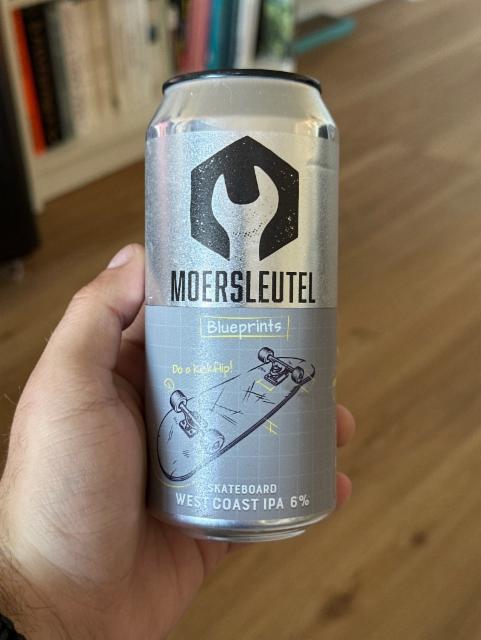 MOERSLEUTEL
Blueprints
Do a kickflip!
SKATEBOARD
WEST COAST IPA 6%